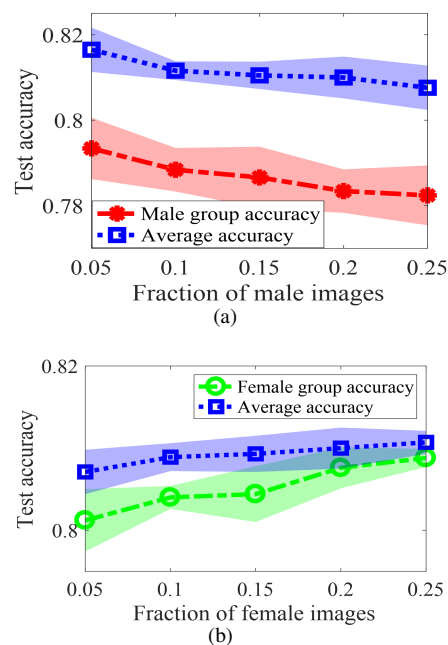 0.82
0.8
0.78
Test accuracy
Male group accuracy
Average accuracy
0.05 0.1 0.15 0.2 0.25
Fraction of male images
(a)
0.82
0.8
Test accuracy
Female group accuracy
Average accuracy
0.05 0.1 0.15 0.2 0.25
Fraction of female images
(b)